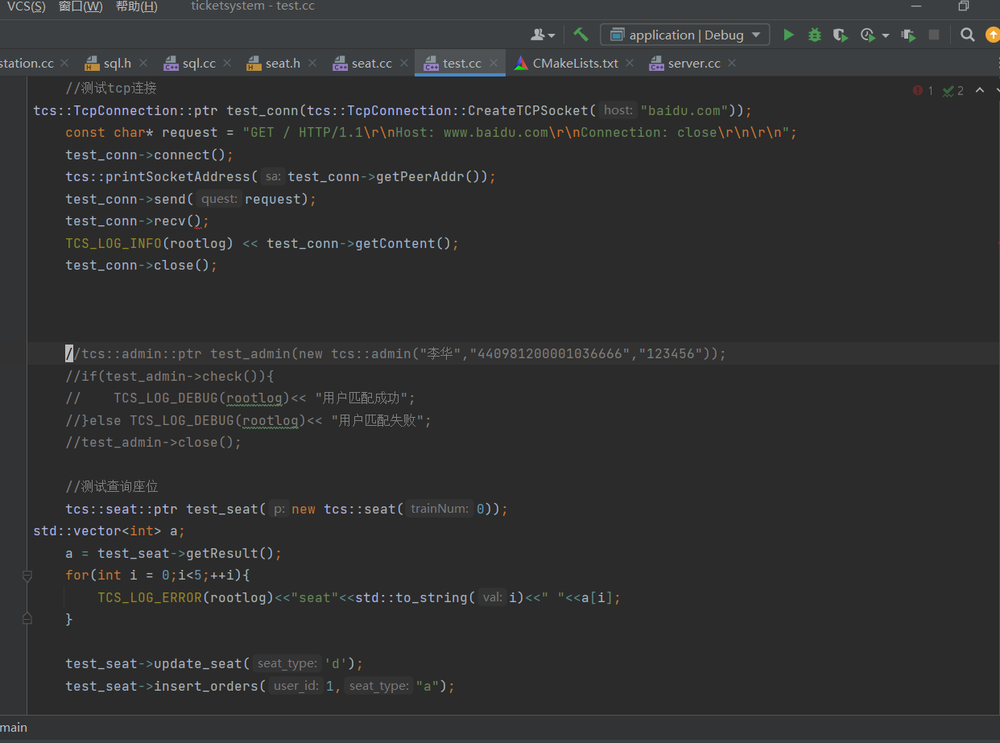 VCS(S) 窗口(W) 帮助(H) ticketsystem - test.cc
application | Debug
station.cc sql.h sql.cc seat.h seat.cc test.cc CMakeLists.txt server.cc
//测试tcp连接 1 2
tcs::TcpConnection::ptr test_conn(tcs::TcpConnection::CreateTCPSocket( host: "baidu.com"));
const char* request = "GET / HTTP/1.1\r\nHost: www.baidu.com\r\nConnection: close\r\n\r\n";
test_conn->connect();
tcs::printSocketAddress( sa: test_conn->getPeerAddr());
test_conn->send( quest: request);
test_conn->recv();
TCS_LOG_INFO(rootlog) << test_conn->getContent();
test_conn->close();
//tcs::admin::ptr test_admin(new tcs::admin("李华","440981200001036666","123456"));
//if(test_admin->check()){
//    TCS_LOG_DEBUG(rootlog)<< "用户匹配成功";
//}else TCS_LOG_DEBUG(rootlog)<< "用户匹配失败";
//test_admin->close();
//测试查询座位
tcs::seat::ptr test_seat( p: new tcs::seat( trainNum: 0));
std::vector<int> a;
a = test_seat->getResult();
for(int i = 0;i<5;++i){
TCS_LOG_ERROR(rootlog)<<"seat"<<std::to_string( val: i)<<" "<<a[i];
}
test_seat->update_seat( seat_type: 'd');
test_seat->insert_orders( user_id: 1, seat_type: "a");
main